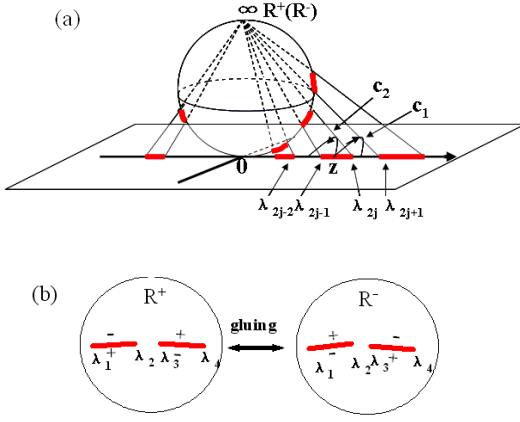 (a)
∞ R⁺(R⁻)
c₂
c₁
0
z
λ₂ⱼ₋₂ λ₂ⱼ₋₁ λ₂ⱼ λ₂ⱼ₊₁
(b)
R⁺ R⁻
gluing
- + + -
λ₁ + λ₂ λ₃ - λ₄ λ₁ - λ₂ λ₃ + λ₄